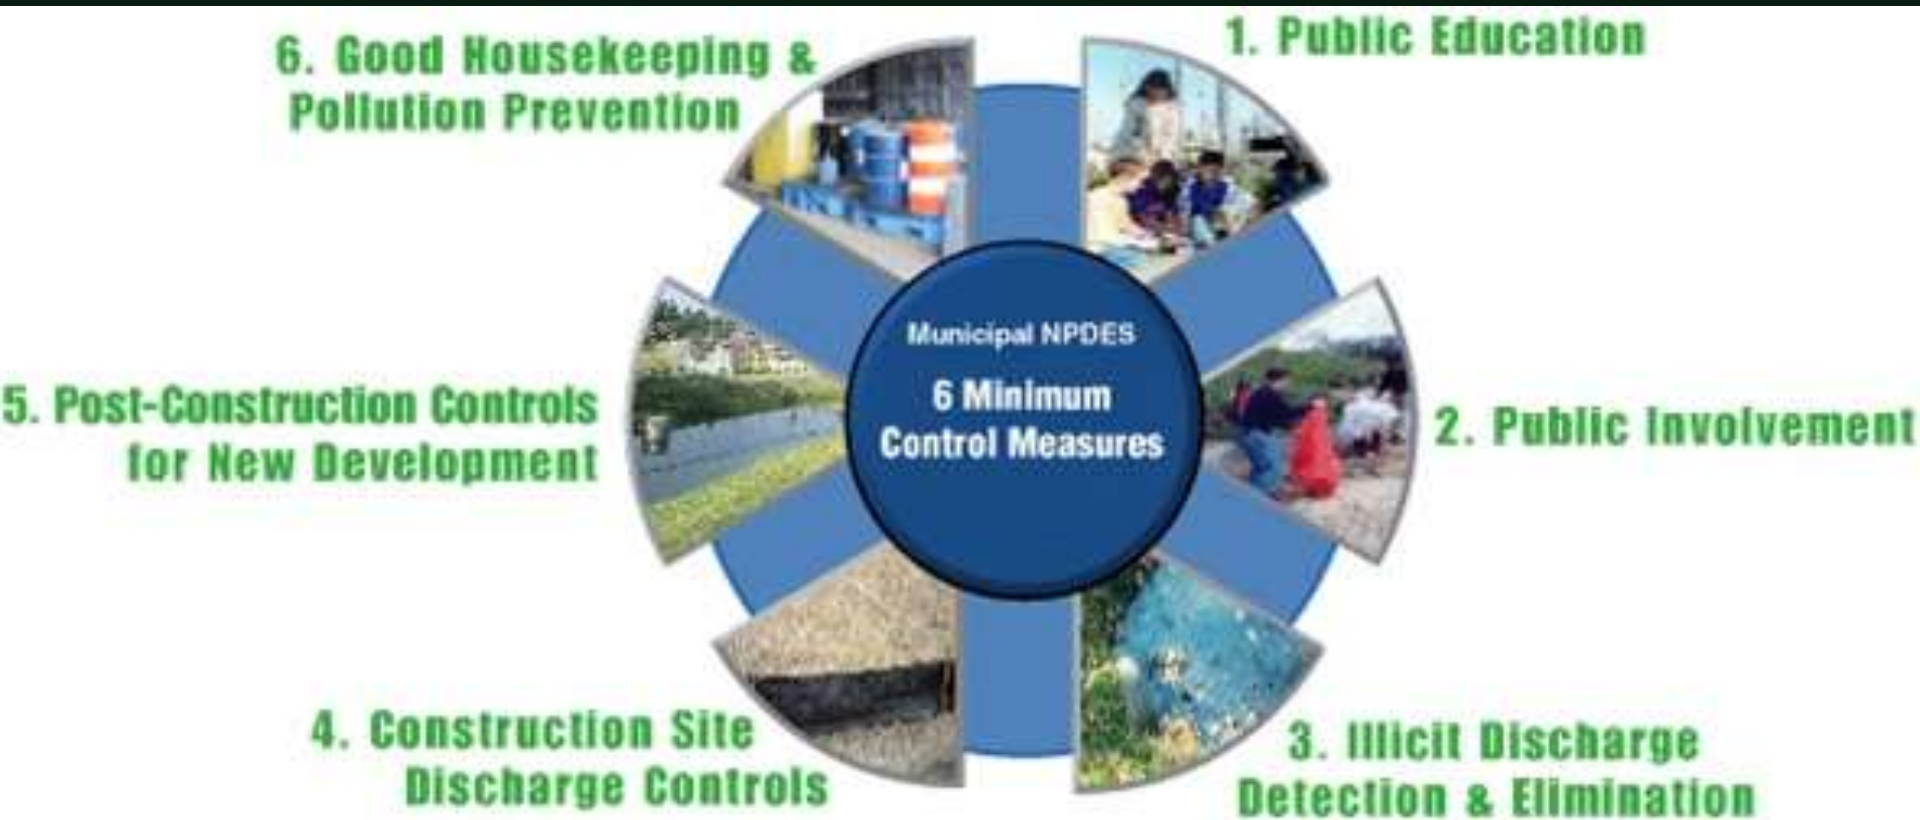 6. Good Housekeeping &
Pollution Prevention
1. Public Education
Municipal NPDES
6 Minimum
Control Measures
5. Post-Construction Controls
for New Development
2. Public Involvement
4. Construction Site
Discharge Controls
3. Illicit Discharge
Detection & Elimination